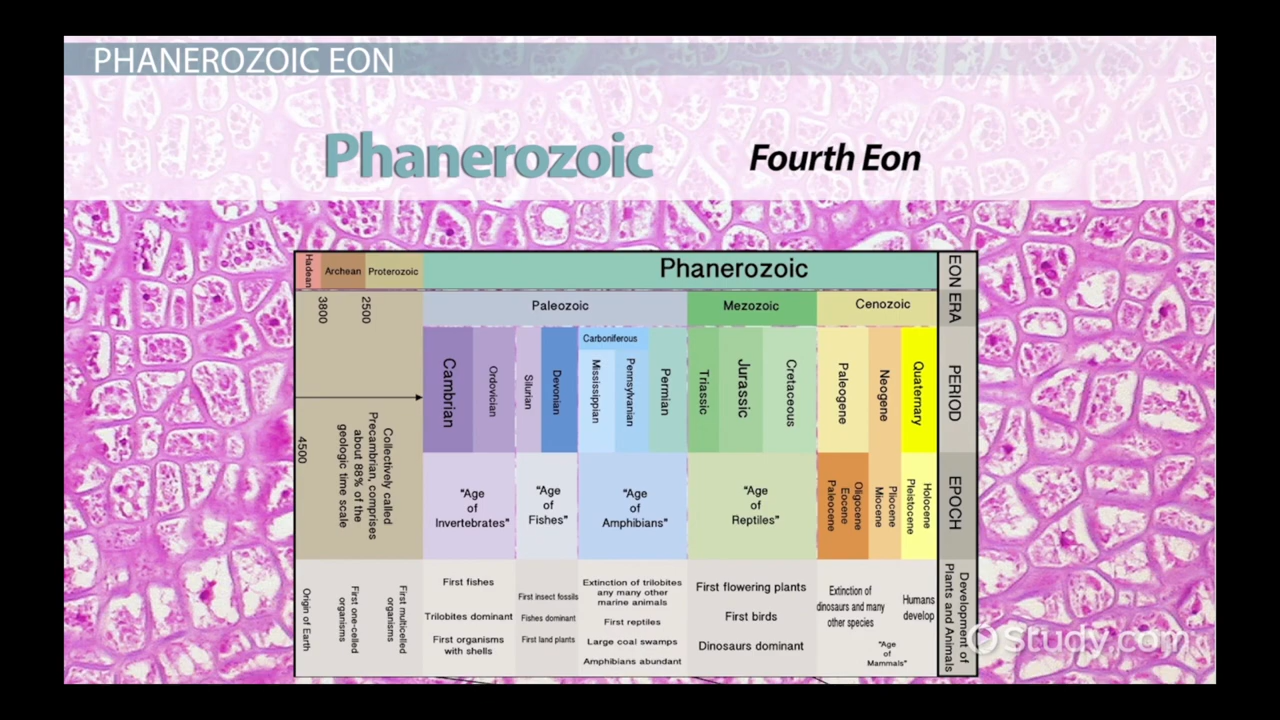 PHANEROZOIC EON
Phanerozoic
Fourth Eon
Hadean
Archean
Proterozoic
Phanerozoic
EON
3800
2500
Paleozoic
Mezozoic
Cenozoic
ERA
Cambrian
Ordovician
Silurian
Devonian
Carboniferous
Mississippian
Pennsylvanian
Permian
Triassic
Jurassic
Cretaceous
Paleogene
Neogene
Quaternary
PERIOD
4500
Collectively called
Precambrian, comprises
about 88% of the
geologic time scale
"Age
of
Invertebrates"
"Age
of
Fishes"
"Age
of
Amphibians"
"Age
of
Reptiles"
Oligocene
Eocene
Paleocene
Pliocene
Miocene
Holocene
Pleistocene
EPOCH
Origin of Earth
First one-celled
organisms
First multicelled
organisms
First fishes
Trilobites dominant
First organisms
with shells
First insect fossils
Fishes dominant
First land plants
Extinction of trilobites
any many other
marine animals
First reptiles
Large coal swamps
Amphibians abundant
First flowering plants
First birds
Dinosaurs dominant
Extinction of
dinosaurs and many
other species
"Age
of
Mammals"
Humans
develop
Development of
Plants and Animals
Study.com